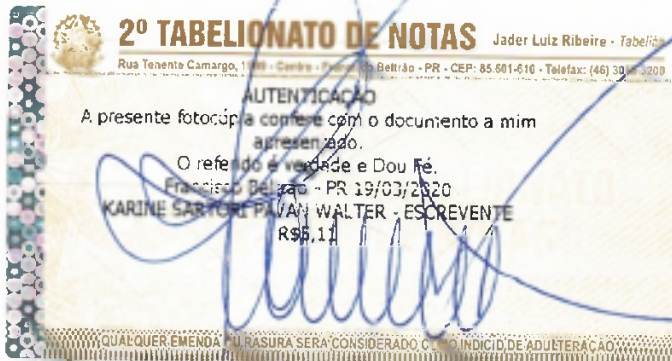 2º TABELIONATO DE NOTAS Jader Luiz Ribeiro - Tabelião
Rua Tenente Camargo, - Centro - Beltrão - PR - CEP: 85.601-610 - Telefax: (46)
AUTENTICAÇÃO
A presente fotocópia confere com o documento a mim
apresentado.
O referido é verdade e Dou Fé.
Francisco Beltrão - PR 19/03/2020
KARINE SARTORI PAVAN WALTER - ESCREVENTE
R$5,11
QUALQUER EMENDA OU RASURA SERÁ CONSIDERADO COMO INDICIO DE ADULTERAÇÃO